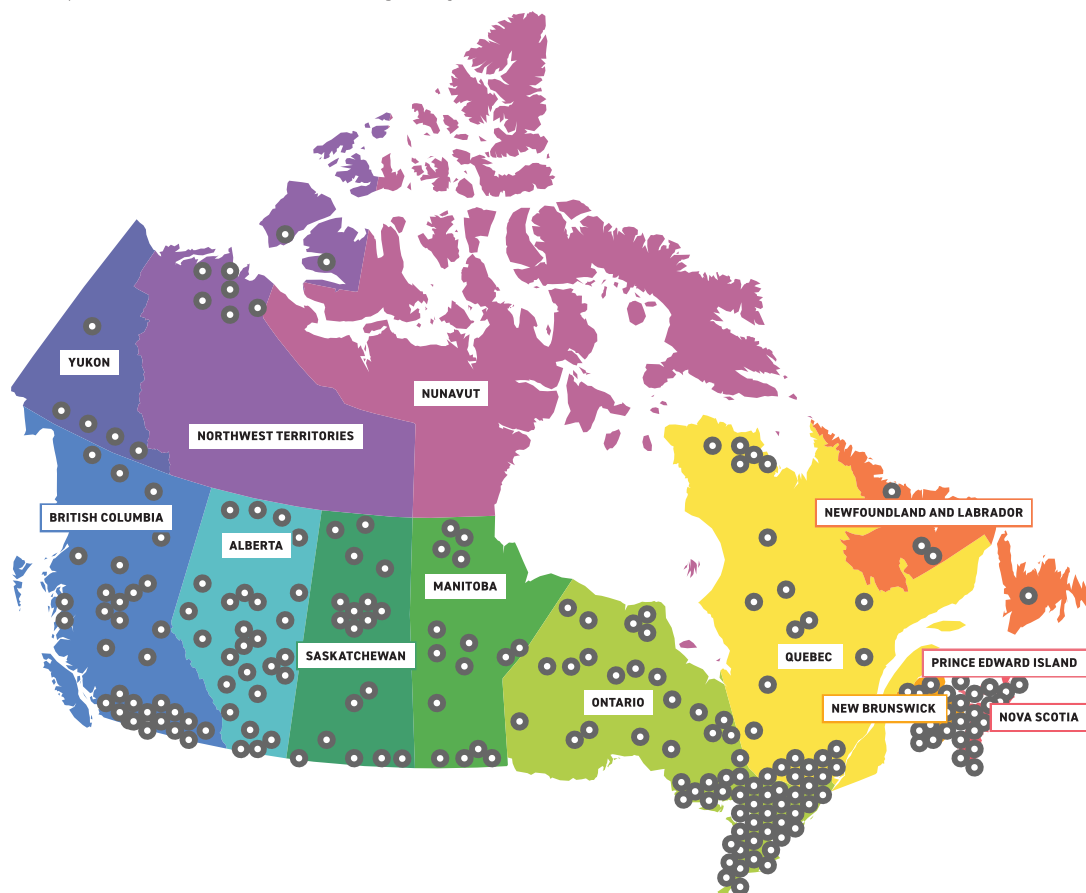 YUKON
NUNAVUT
NORTHWEST TERRITORIES
BRITISH COLUMBIA
NEWFOUNDLAND AND LABRADOR
ALBERTA
MANITOBA
SASKATCHEWAN
QUEBEC
PRINCE EDWARD ISLAND
ONTARIO
NEW BRUNSWICK
NOVA SCOTIA